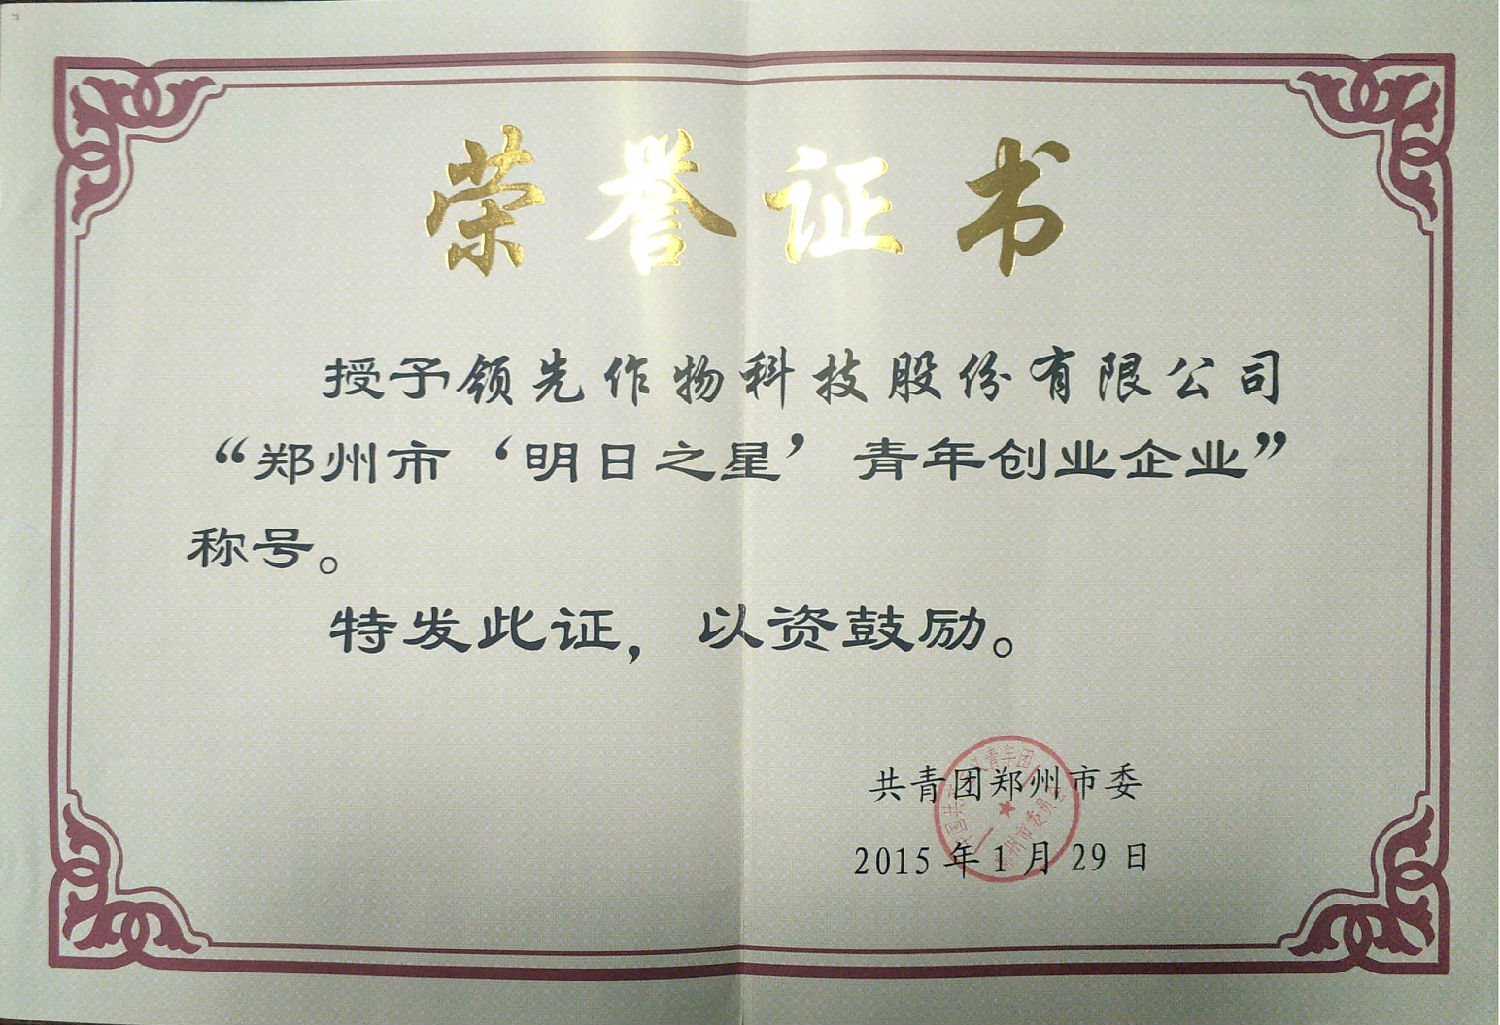 荣誉证书
授予领先作物科技股份有限公司
“郑州市‘明日之星’青年创业企业”
称号。
特发此证，以资鼓励。
共青团郑州市委
2015年1月29日